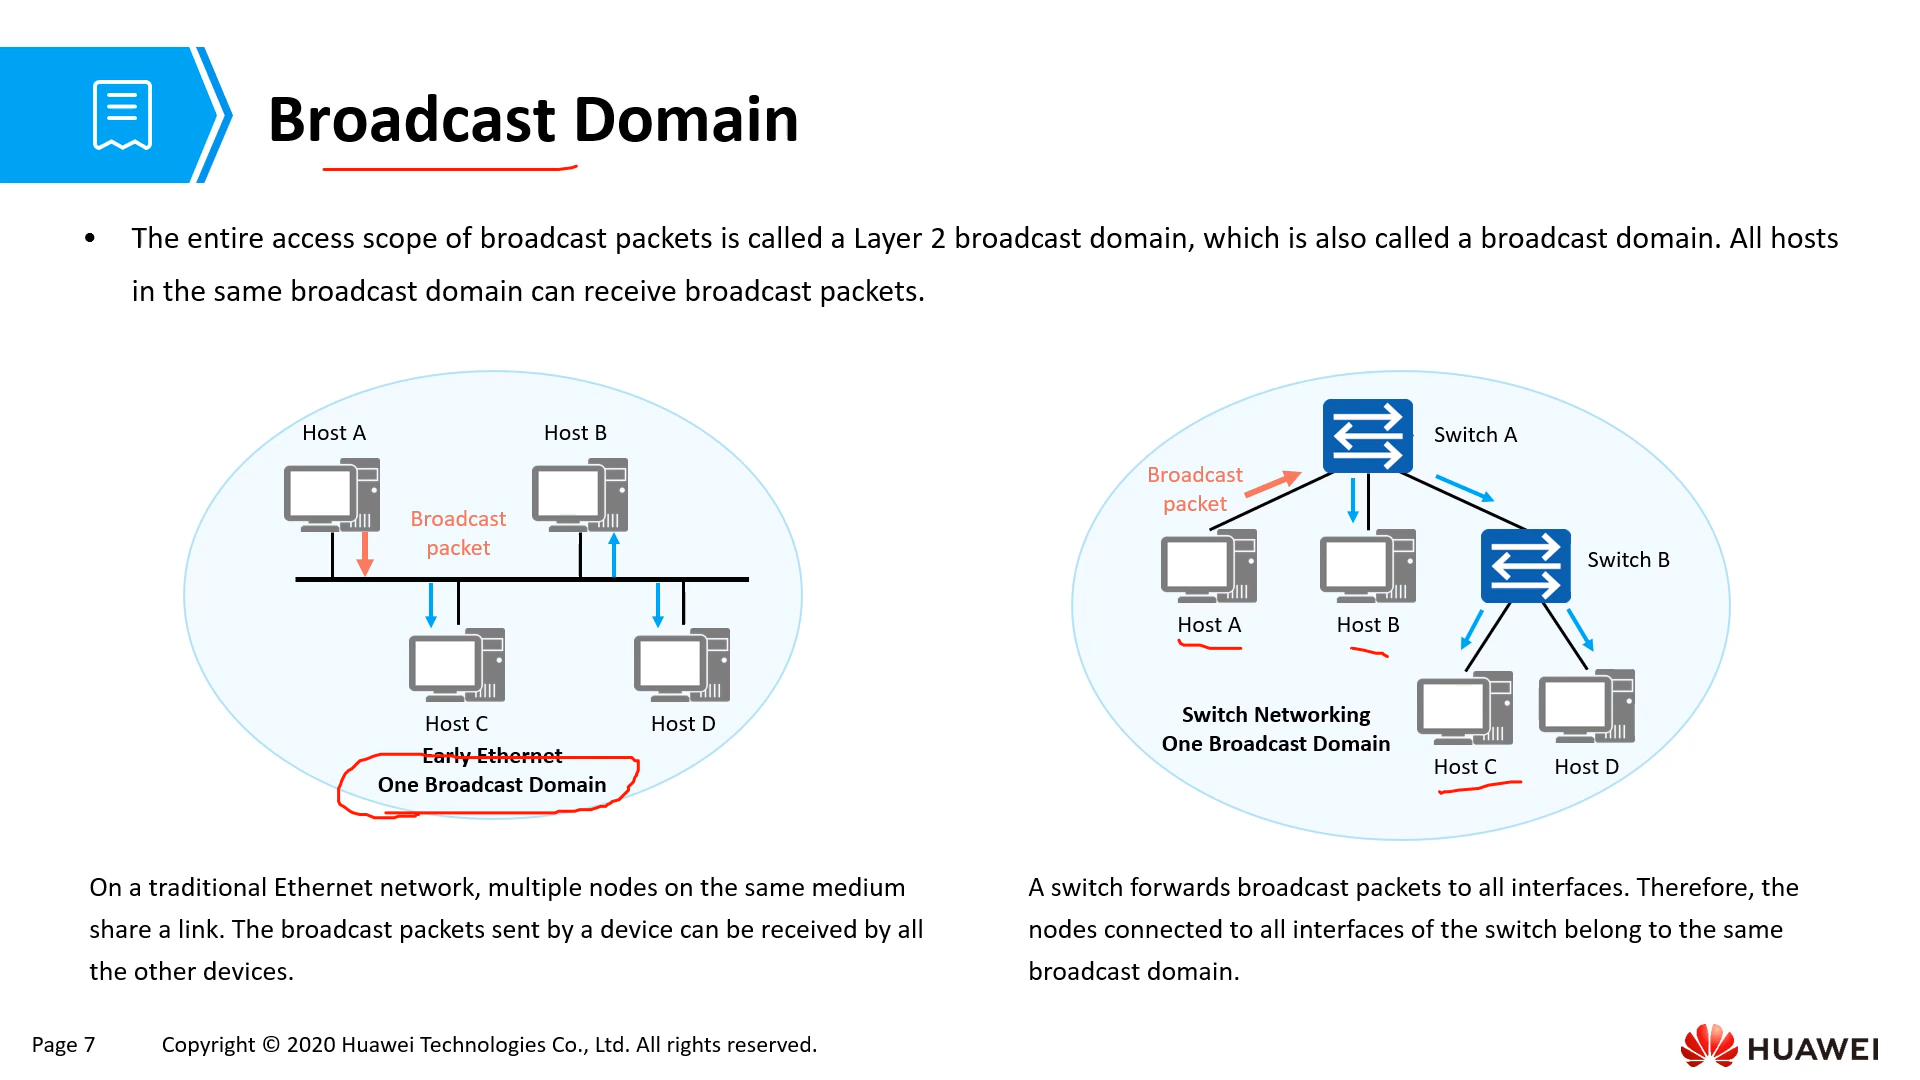 Broadcast Domain
• The entire access scope of broadcast packets is called a Layer 2 broadcast domain, which is also called a broadcast domain. All hosts
in the same broadcast domain can receive broadcast packets.
Host A
Host B
Broadcast
packet
Host C
Host D
Early Ethernet
One Broadcast Domain
Switch A
Broadcast
packet
Switch B
Host A
Host B
Switch Networking
One Broadcast Domain
Host C
Host D
On a traditional Ethernet network, multiple nodes on the same medium
share a link. The broadcast packets sent by a device can be received by all
the other devices.
A switch forwards broadcast packets to all interfaces. Therefore, the
nodes connected to all interfaces of the switch belong to the same
broadcast domain.
Page 7
Copyright © 2020 Huawei Technologies Co., Ltd. All rights reserved.
HUAWEI